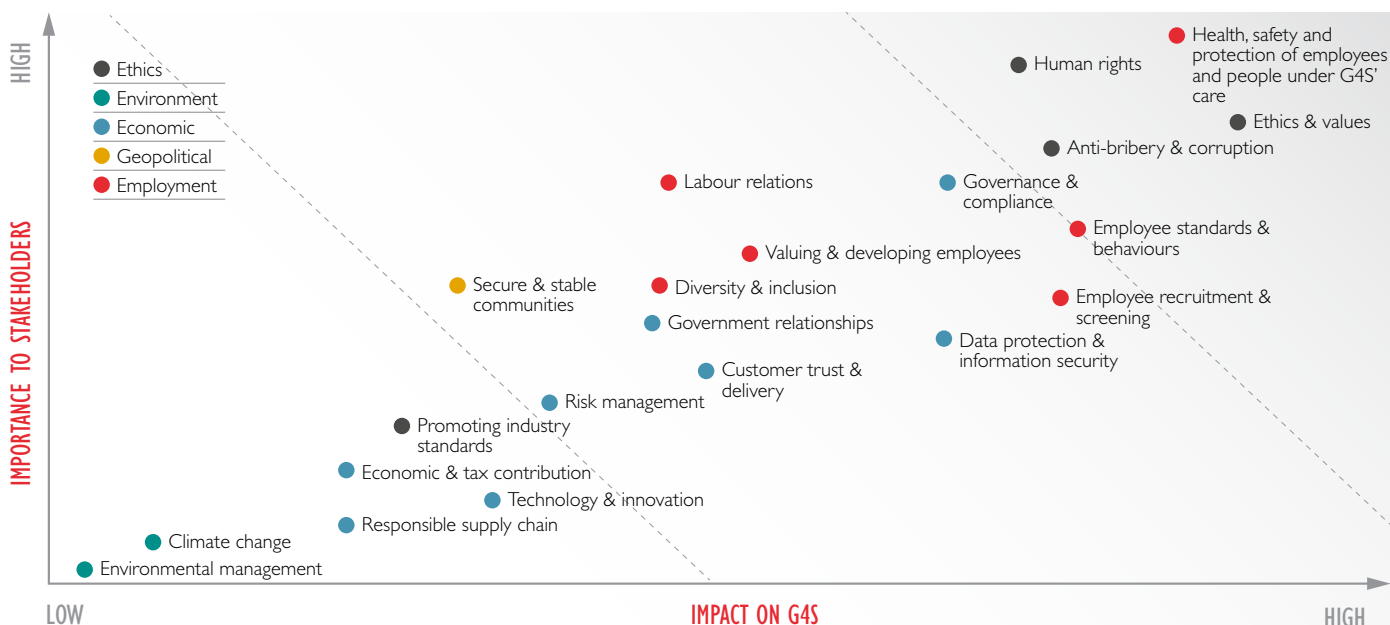 HIGH
IMPORTANCE TO STAKEHOLDERS
Ethics
Environment
Economic
Geopolitical
Employment
Health, safety and
protection of employees
and people under G4S'
care
Human rights
Ethics & values
Anti-bribery & corruption
Labour relations
Governance &
compliance
Employee standards &
behaviours
Valuing & developing employees
Secure & stable
communities
Diversity & inclusion
Employee recruitment &
screening
Government relationships
Data protection &
information security
Customer trust &
delivery
Risk management
Promoting industry
standards
Economic & tax contribution
Technology & innovation
Responsible supply chain
Climate change
Environmental management
LOW
IMPACT ON G4S
HIGH